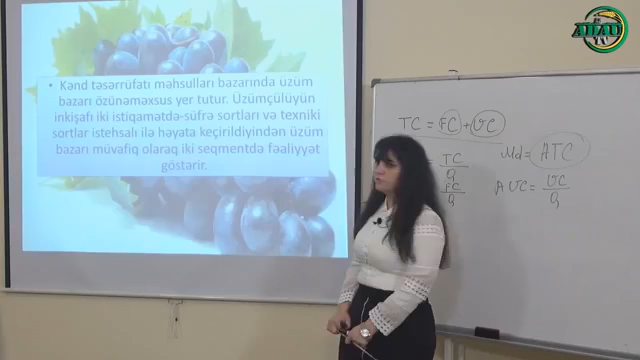 ADAU
TV
• Kənd təsərrüfatı məhsulları bazarında üzüm
bazarı özünəməxsus yer tutur. Üzümçülüyün
inkişafı iki istiqamətdə-süfrə sortları və texniki
sortlar istehsalı ilə həyata keçirildiyindən üzüm
bazarı müvafiq olaraq iki seqmentdə fəaliyyət
göstərir.
TC = FC + VC
= TC/Q
Md = ATC
FC/Q
AVC = VC/Q